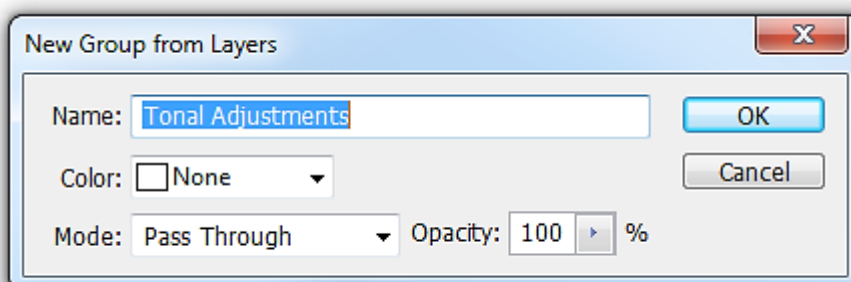 New Group from Layers
Name: Tonal Adjustments OK
Color: None Cancel
Mode: Pass Through Opacity: 100 %